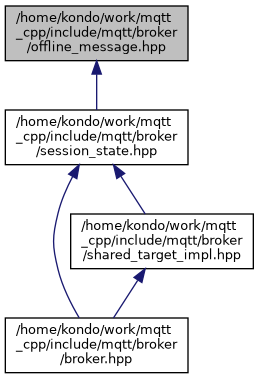 /home/kondo/work/mqtt
_cpp/include/mqtt/broker
/offline_message.hpp
/home/kondo/work/mqtt
_cpp/include/mqtt/broker
/session_state.hpp
/home/kondo/work/mqtt
_cpp/include/mqtt/broker
/shared_target_impl.hpp
/home/kondo/work/mqtt
_cpp/include/mqtt/broker
/broker.hpp